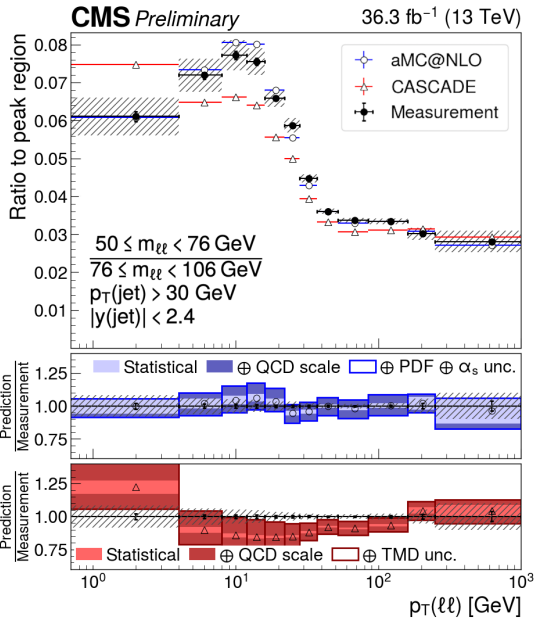 CMS Preliminary 36.3 fb⁻¹ (13 TeV)
Ratio to peak region
0.08
0.07
0.06
0.05
0.04
0.03
0.02
0.01
aMC@NLO
CASCADE
Measurement
50 ≤ mℓℓ < 76 GeV
76 ≤ mℓℓ < 106 GeV
pT(jet) > 30 GeV
|y(jet)| < 2.4
Prediction
Measurement
1.25
1.00
0.75
Statistical ⊕ QCD scale ⊕ PDF ⊕ αs unc.
Prediction
Measurement
1.25
1.00
0.75
Statistical ⊕ QCD scale ⊕ TMD unc.
10⁰ 10¹ 10² 10³
pT(ℓℓ) [GeV]